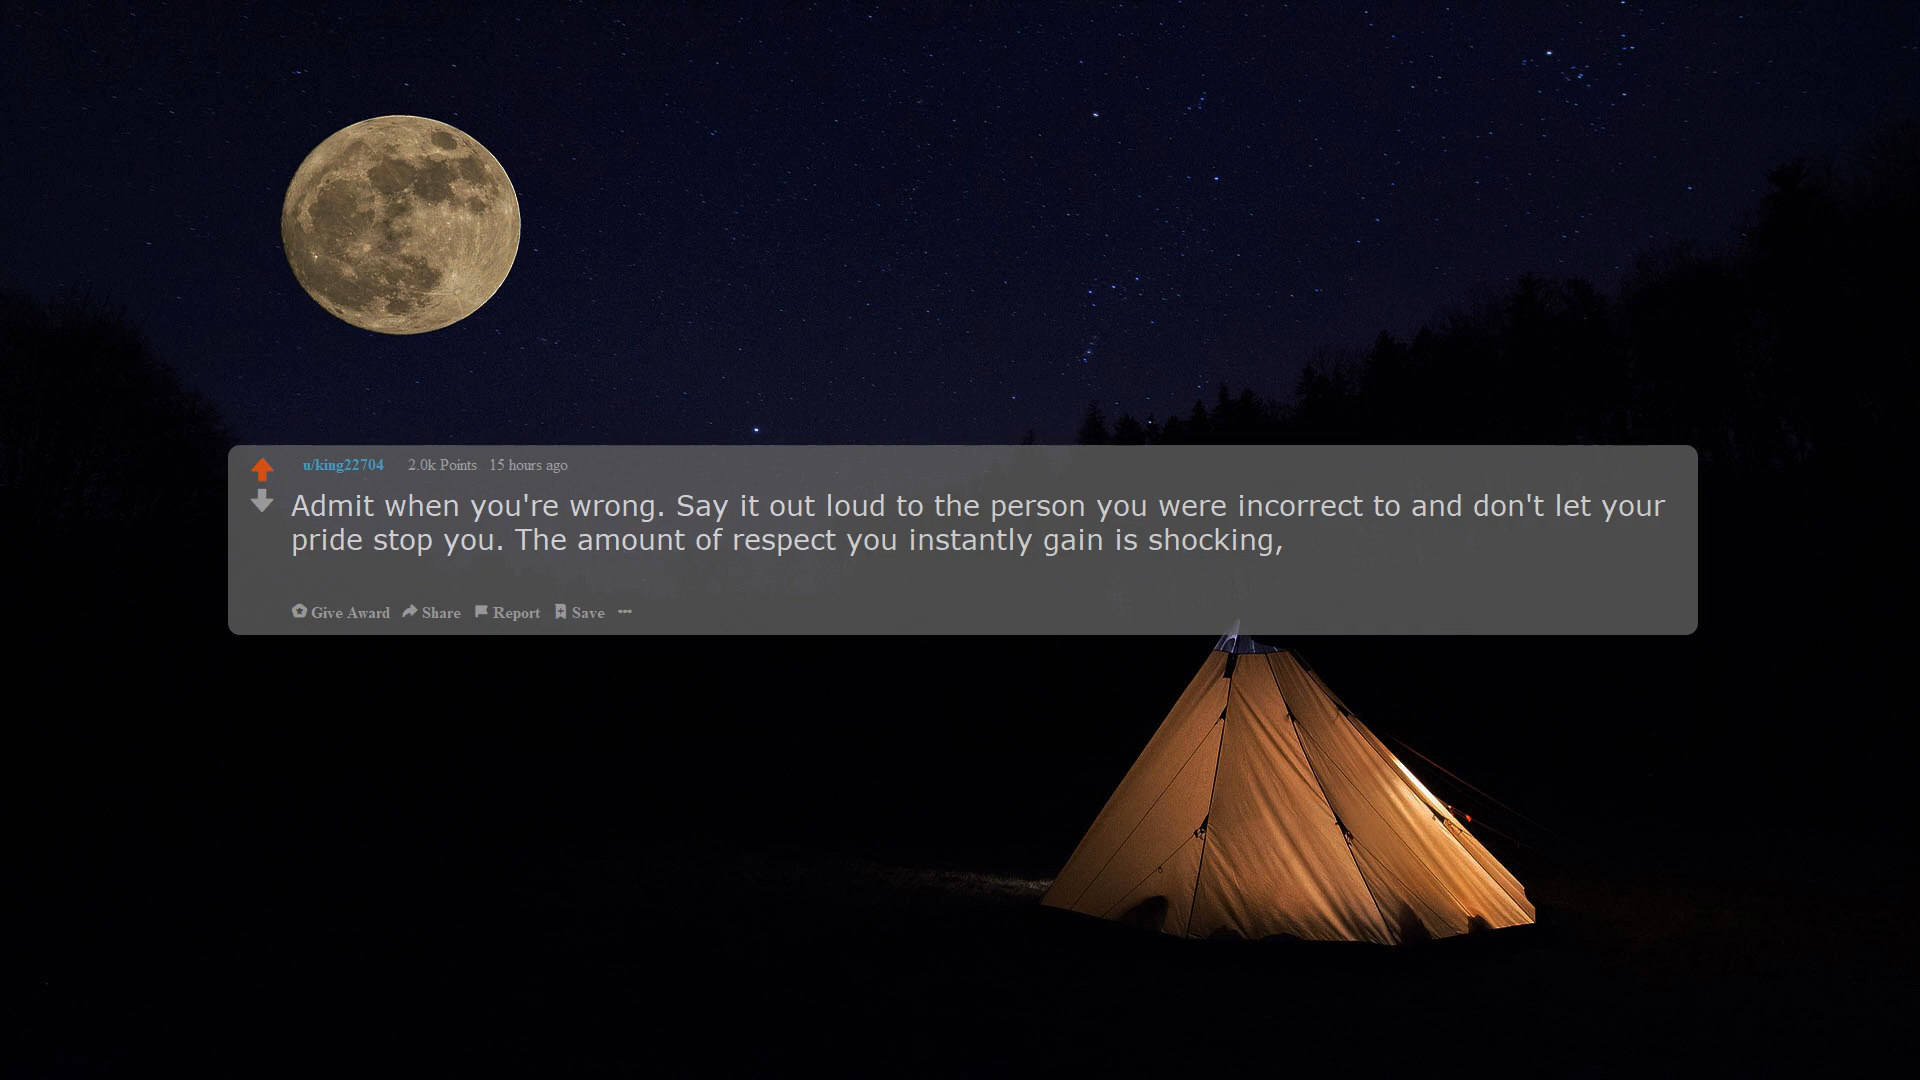 u/king22704 2.0k Points 15 hours ago
Admit when you're wrong. Say it out loud to the person you were incorrect to and don't let your
pride stop you. The amount of respect you instantly gain is shocking,
Give Award Share Report Save